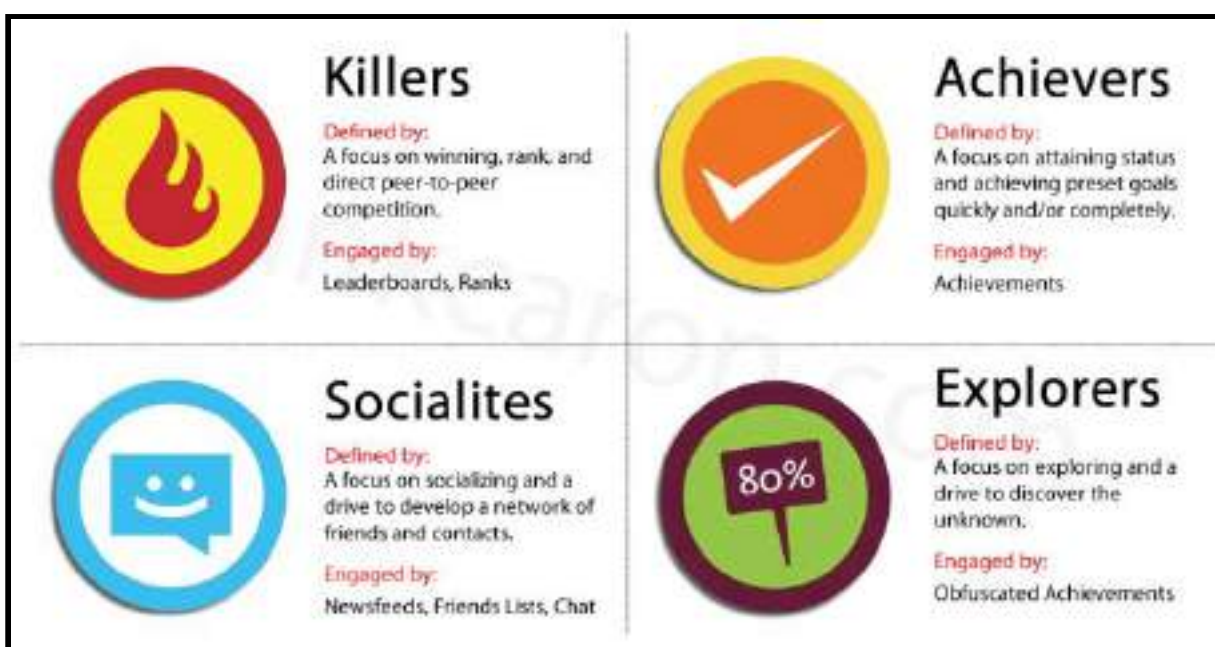 Killers
Defined by:
A focus on winning, rank, and
direct peer-to-peer
competition.
Engaged by:
Leaderboards, Ranks
Achievers
Defined by:
A focus on attaining status
and achieving preset goals
quickly and/or completely.
Engaged by:
Achievements
Socialites
Defined by:
A focus on socializing and a
drive to develop a network of
friends and contacts.
Engaged by:
Newsfeeds, Friends Lists, Chat
80%
Explorers
Defined by:
A focus on exploring and a
drive to discover the
unknown.
Engaged by:
Obfuscated Achievements